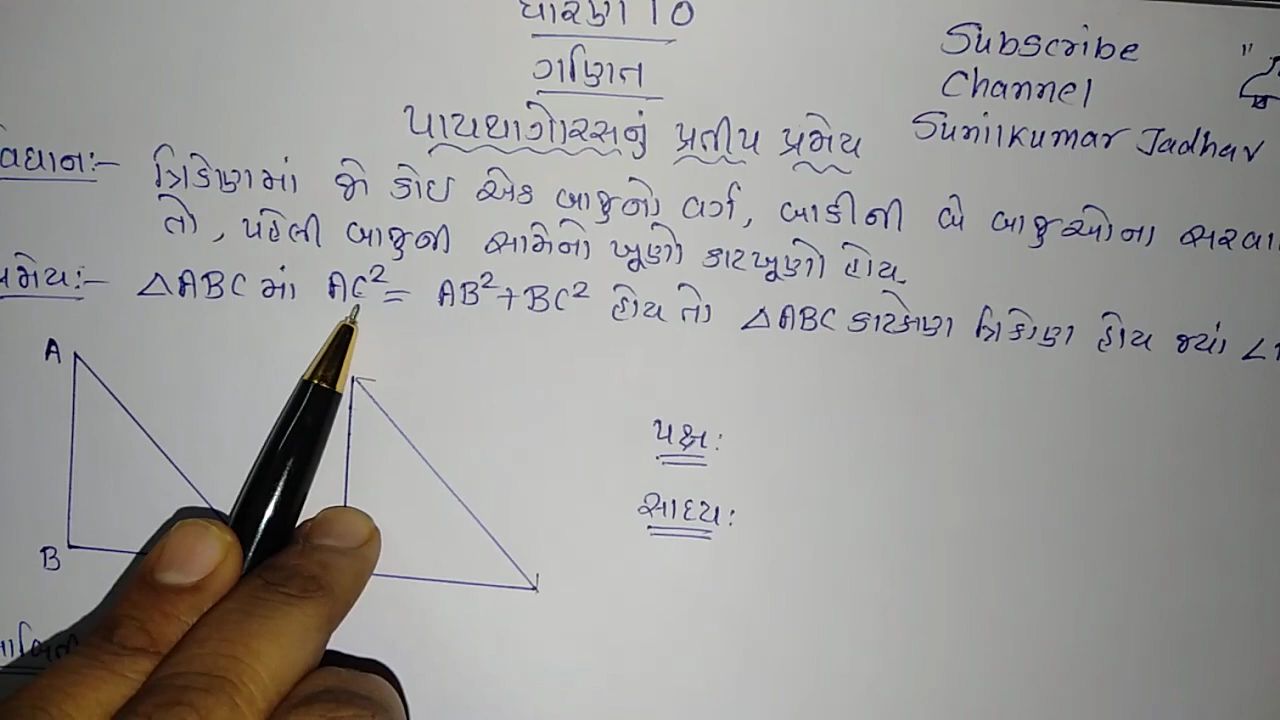 ધારણ 10
ગણિત
Subscribe
Channel
Sunilkumar Jadhav
પાયથાગોરસનું પ્રતીપ પ્રમેય
વિધાન:- ત્રિકોણમાં જો કોઇ એક બાજુનો વર્ગ, બાકીની બે બાજુઓના
તો, પહેલી બાજુની સામેનો ખૂણો કાટખૂણો હોય.
પ્રમેય:- △ABC માં AC² = AB² + BC² હોય તો △ABC કાટકોણ ત્રિકોણ હોય જ્યાં ∠
A
B
પક્ષ:
સાધ્ય: